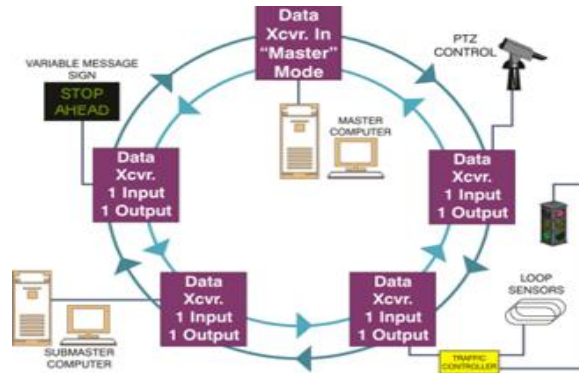 Data
Xcvr. In
“Master”
Mode
PTZ
CONTROL
VARIABLE MESSAGE
SIGN
STOP
AHEAD
MASTER
COMPUTER
Data
Xcvr.
1 Input
1 Output
Data
Xcvr.
1 Input
1 Output
Data
Xcvr.
1 Input
1 Output
Data
Xcvr.
1 Input
1 Output
LOOP
SENSORS
SUBMASTER
COMPUTER
TRAFFIC
CONTROLLER